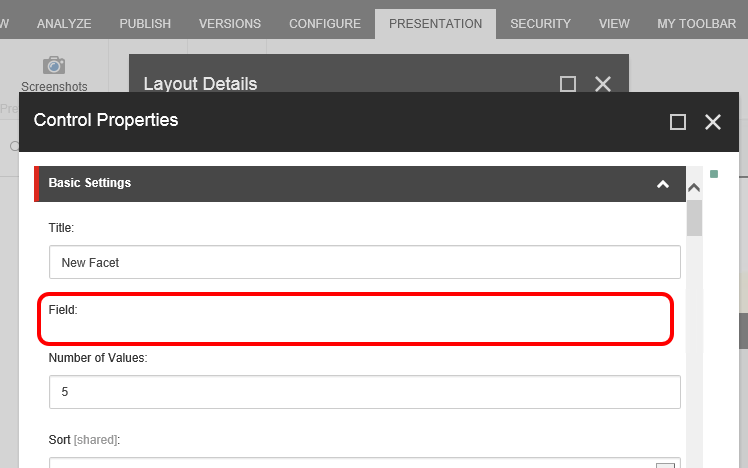 W ANALYZE PUBLISH VERSIONS CONFIGURE PRESENTATION SECURITY VIEW MY TOOLBAR
Screenshots
Layout Details
Pre
Control Properties
Basic Settings
Title:
New Facet
Field:
Number of Values:
5
Sort [shared]: